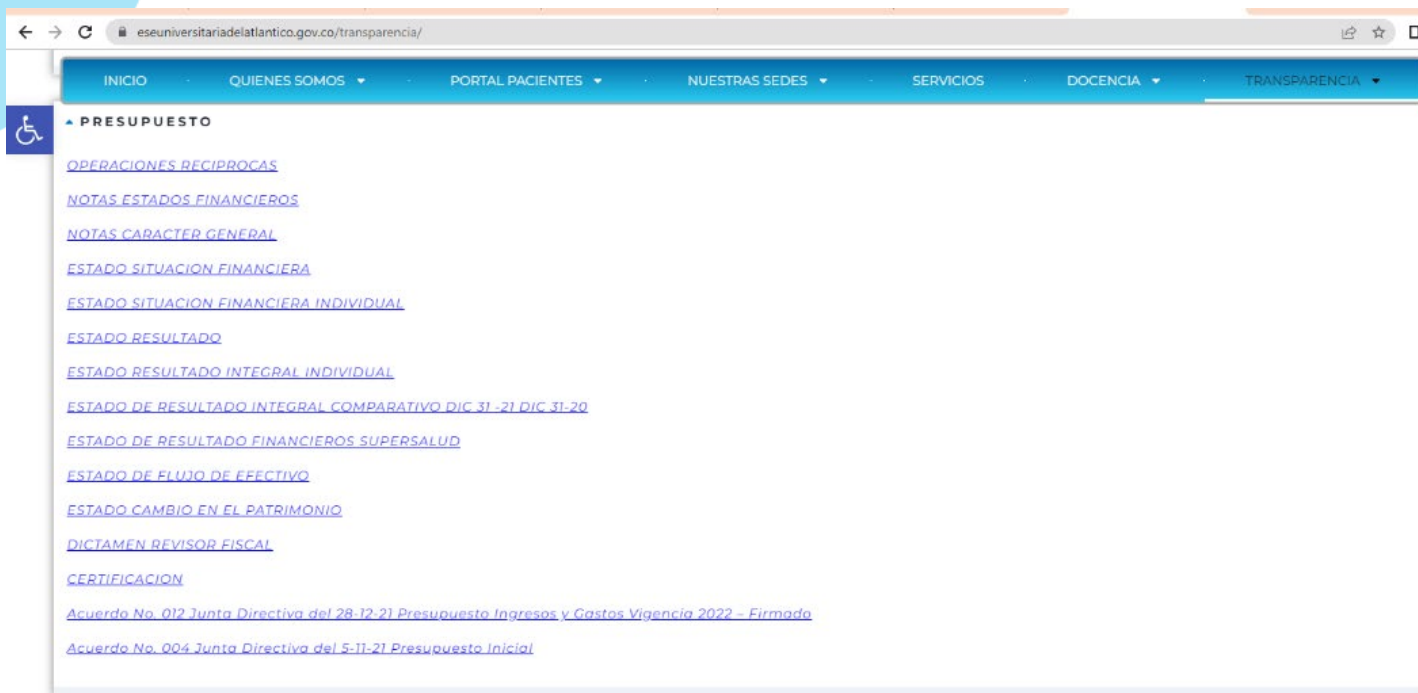 eseuniversitariadelatlantico.gov.co/transparencia/
INICIO · QUIENES SOMOS · PORTAL PACIENTES · NUESTRAS SEDES · SERVICIOS · DOCENCIA · TRANSPARENCIA
PRESUPUESTO
OPERACIONES RECIPROCAS
NOTAS ESTADOS FINANCIEROS
NOTAS CARACTER GENERAL
ESTADO SITUACION FINANCIERA
ESTADO SITUACION FINANCIERA INDIVIDUAL
ESTADO RESULTADO
ESTADO RESULTADO INTEGRAL INDIVIDUAL
ESTADO DE RESULTADO INTEGRAL COMPARATIVO DIC 31 -21 DIC 31-20
ESTADO DE RESULTADO FINANCIEROS SUPERSALUD
ESTADO DE FLUJO DE EFECTIVO
ESTADO CAMBIO EN EL PATRIMONIO
DICTAMEN REVISOR FISCAL
CERTIFICACION
Acuerdo No. 012 Junta Directiva del 28-12-21 Presupuesto Ingresos y Gastos Vigencia 2022 – Firmado
Acuerdo No. 004 Junta Directiva del 5-11-21 Presupuesto Inicial